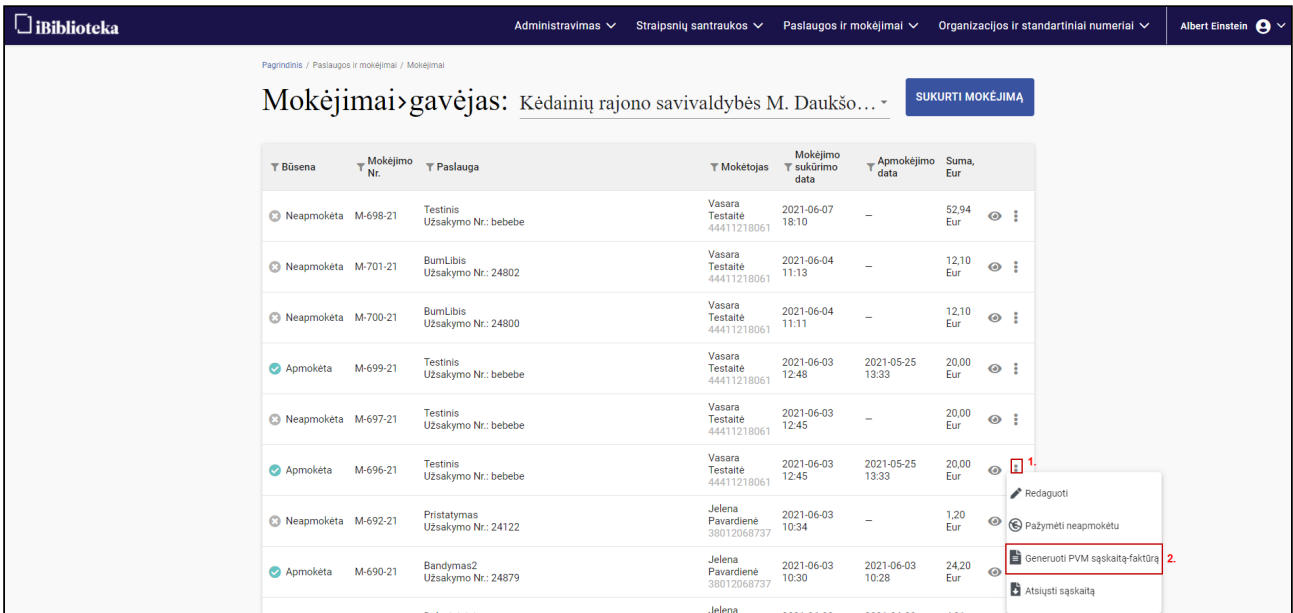 iBiblioteka
Administravimas Straipsnių santraukos Paslaugos ir mokėjimai Organizacijos ir standartiniai numeriai Albert Einstein
Pagrindinis / Paslaugos ir mokėjimai / Mokėjimai
Mokėjimai›gavėjas: Kėdainių rajono savivaldybės M. Daukšo...
SUKURTI MOKĖJIMĄ
Būsena Mokėjimo Nr. Paslauga Mokėtojas Mokėjimo sukūrimo data Apmokėjimo data Suma, Eur
Neapmokėta M-698-21 Testinis Vasara Testaitė 2021-06-07 – 52,94 Eur
Užsakymo Nr.: bebebe 44411218061 18:10
Neapmokėta M-701-21 BumLibis Vasara Testaitė 2021-06-04 – 12,10 Eur
Užsakymo Nr.: 24802 44411218061 11:13
Neapmokėta M-700-21 BumLibis Vasara Testaitė 2021-06-04 – 12,10 Eur
Užsakymo Nr.: 24800 44411218061 11:11
Apmokėta M-699-21 Testinis Vasara Testaitė 2021-06-03 2021-05-25 20,00 Eur
Užsakymo Nr.: bebebe 44411218061 12:48 13:33
Neapmokėta M-697-21 Testinis Vasara Testaitė 2021-06-03 – 20,00 Eur
Užsakymo Nr.: bebebe 44411218061 12:45
Apmokėta M-696-21 Testinis Vasara Testaitė 2021-06-03 2021-05-25 20,00 Eur 1.
Užsakymo Nr.: bebebe 44411218061 12:45 13:33
Redaguoti
Pažymėti neapmokėtu
Generuoti PVM sąskaitą-faktūrą 2.
Atsiųsti sąskaitą
Neapmokėta M-692-21 Pristatymas Jelena Pavardienė 2021-06-03 – 1,20 Eur
Užsakymo Nr.: 24122 38012068737 10:34
Apmokėta M-690-21 Bandymas2 Jelena Pavardienė 2021-06-03 2021-06-03 24,20 Eur
Užsakymo Nr.: 24879 38012068737 10:30 10:28
Jelena